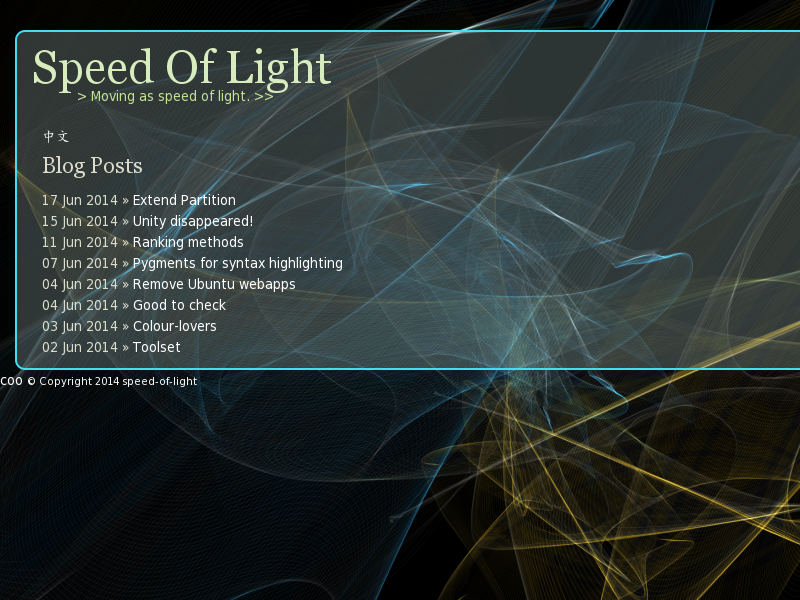 Speed Of Light
> Moving as speed of light. >>
中文
Blog Posts
17 Jun 2014 » Extend Partition
15 Jun 2014 » Unity disappeared!
11 Jun 2014 » Ranking methods
07 Jun 2014 » Pygments for syntax highlighting
04 Jun 2014 » Remove Ubuntu webapps
04 Jun 2014 » Good to check
03 Jun 2014 » Colour-lovers
02 Jun 2014 » Toolset
COO © Copyright 2014 speed-of-light